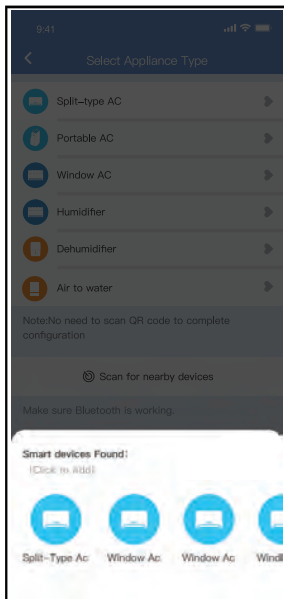 9:41
Select Appliance Type
Split-type AC
Portable AC
Window AC
Humidifier
Dehumidifier
Air to water
Note:No need to scan QR code to complete
configuration
Scan for nearby devices
Make sure Bluetooth is working.
Smart devices Found:
(Click to Add)
Split-Type Ac Window Ac Window Ac Wind